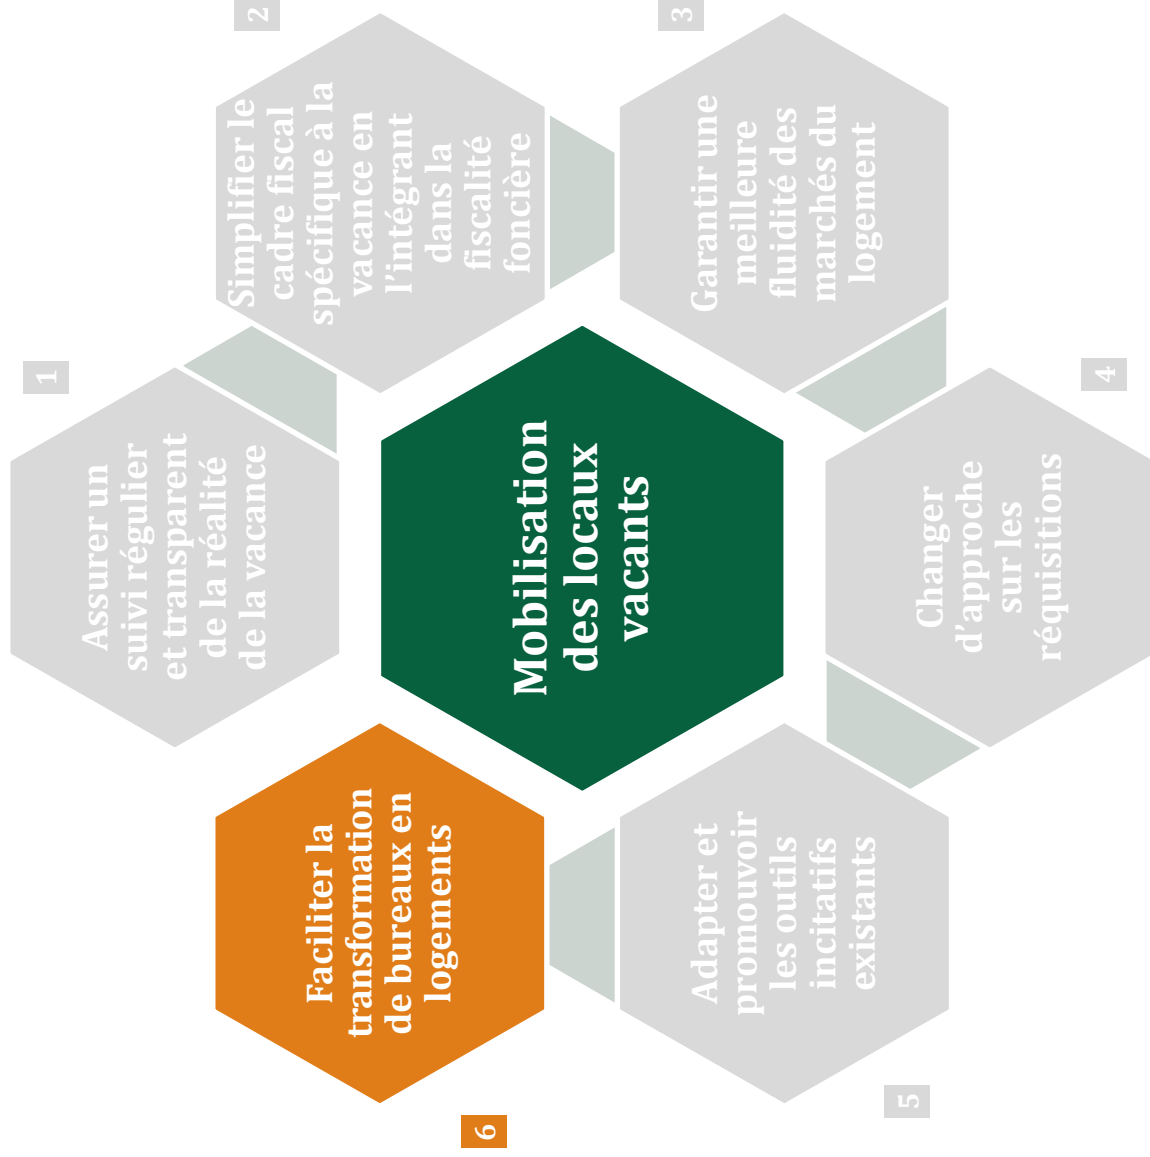 Mobilisation
des locaux
vacants
1
Assurer un
suivi régulier
et transparent
de la réalité
de la vacance
2
Simplifier le
cadre fiscal
spécifique à la
vacance en
l’intégrant
dans la
fiscalité
foncière
3
Garantir une
meilleure
fluidité des
marchés du
logement
4
Changer
d’approche
sur les
réquisitions
5
Adapter et
promouvoir
les outils
incitatifs
existants
6
Faciliter la
transformation
de bureaux en
logements